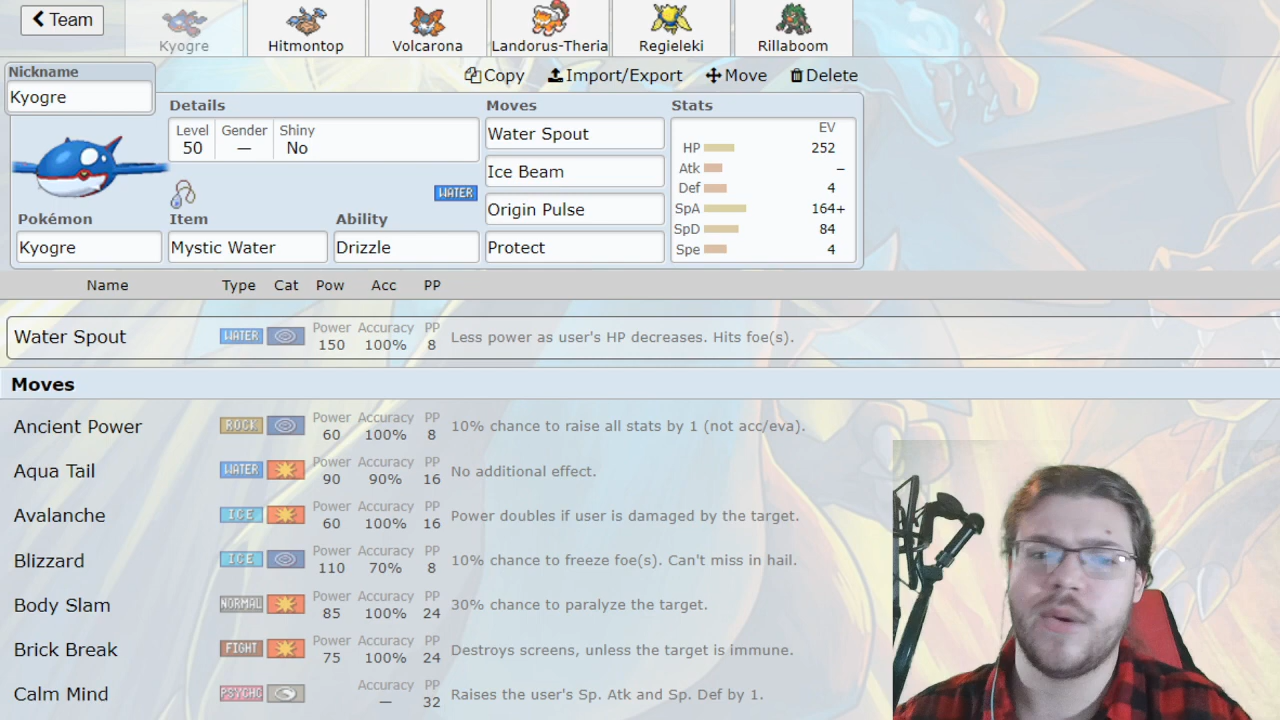 Team
Kyogre
Hitmontop
Volcarona
Landorus-Theria
Regieleki
Rillaboom
Nickname
Kyogre
Copy
Import/Export
Move
Delete
Details
Moves
Stats
Level
Gender
Shiny
50
—
No
Water Spout
Ice Beam
Origin Pulse
Protect
EV
HP 252
Atk –
Def 4
SpA 164+
SpD 84
Spe 4
WATER
Pokémon
Item
Ability
Kyogre
Mystic Water
Drizzle
Name Type Cat Pow Acc PP
Water Spout WATER Power 150 Accuracy 100% PP 8 Less power as user's HP decreases. Hits foe(s).
Moves
Ancient Power ROCK Power 60 Accuracy 100% PP 8 10% chance to raise all stats by 1 (not acc/eva).
Aqua Tail WATER Power 90 Accuracy 90% PP 16 No additional effect.
Avalanche ICE Power 60 Accuracy 100% PP 16 Power doubles if user is damaged by the target.
Blizzard ICE Power 110 Accuracy 70% PP 8 10% chance to freeze foe(s). Can't miss in hail.
Body Slam NORMAL Power 85 Accuracy 100% PP 24 30% chance to paralyze the target.
Brick Break FIGHT Power 75 Accuracy 100% PP 24 Destroys screens, unless the target is immune.
Calm Mind PSYCHC Accuracy — PP 32 Raises the user's Sp. Atk and Sp. Def by 1.